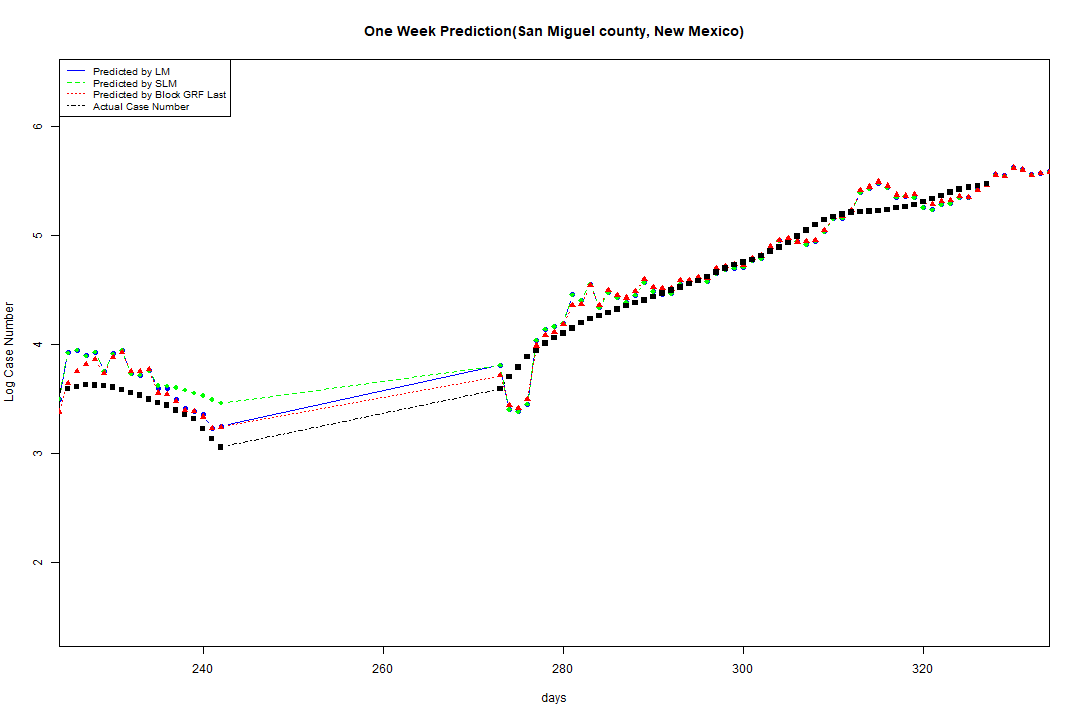 One Week Prediction(San Miguel county, New Mexico)
Predicted by LM
Predicted by SLM
Predicted by Block GRF Last
Actual Case Number
6
5
4
3
2
Log Case Number
240 260 280 300 320
days